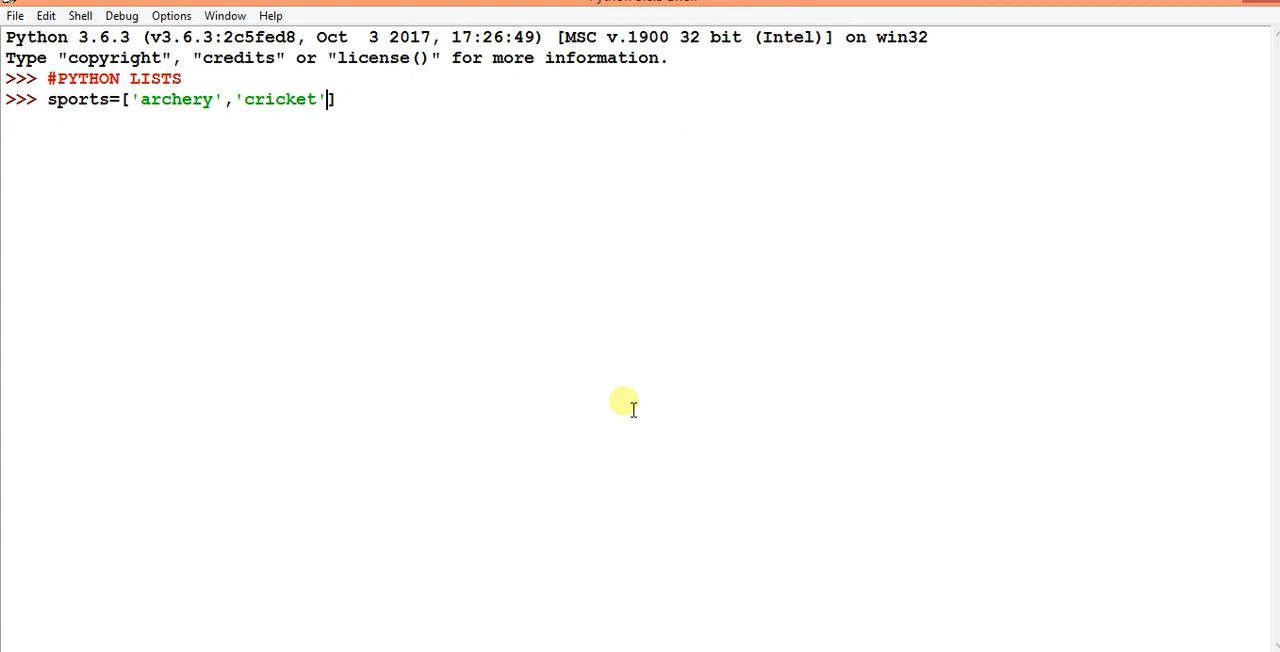 File Edit Shell Debug Options Window Help
Python 3.6.3 (v3.6.3:2c5fed8, Oct  3 2017, 17:26:49) [MSC v.1900 32 bit (Intel)] on win32
Type "copyright", "credits" or "license()" for more information.
>>> #PYTHON LISTS
>>> sports=['archery','cricket']